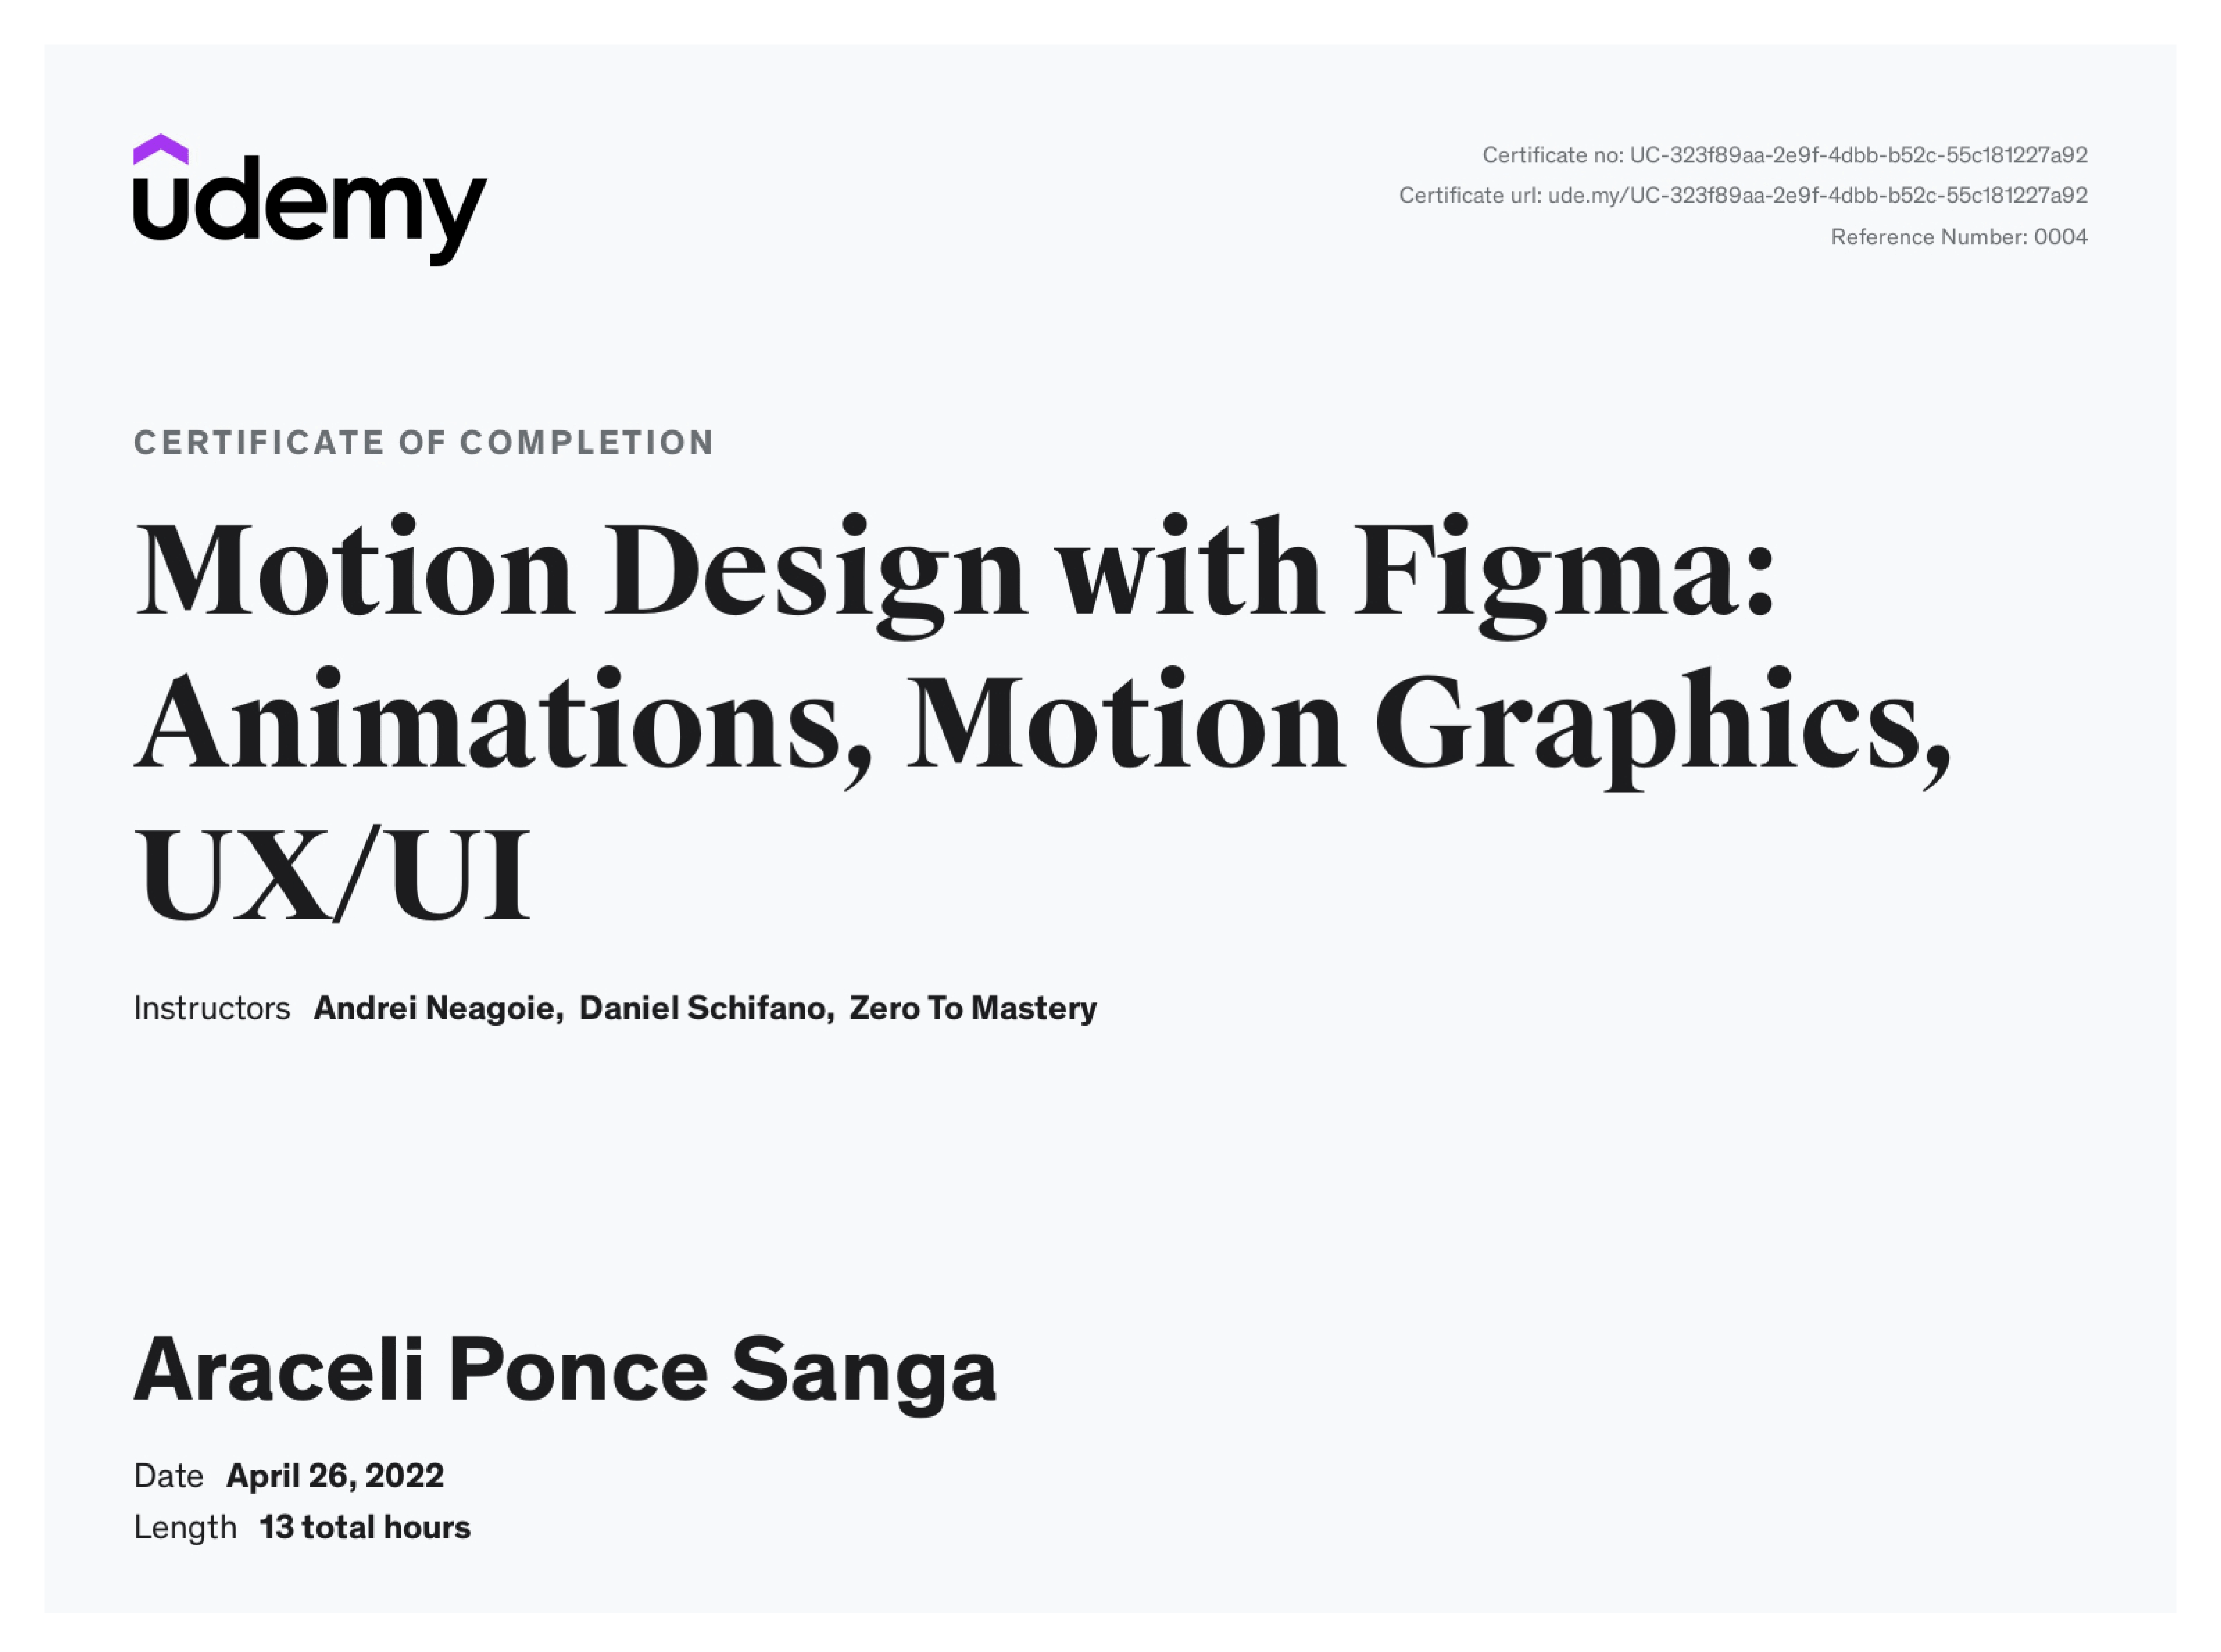 udemy
Certificate no: UC-323f89aa-2e9f-4dbb-b52c-55c181227a92
Certificate url: ude.my/UC-323f89aa-2e9f-4dbb-b52c-55c181227a92
Reference Number: 0004
CERTIFICATE OF COMPLETION
Motion Design with Figma:
Animations, Motion Graphics,
UX/UI
Instructors Andrei Neagoie, Daniel Schifano, Zero To Mastery
Araceli Ponce Sanga
Date April 26, 2022
Length 13 total hours